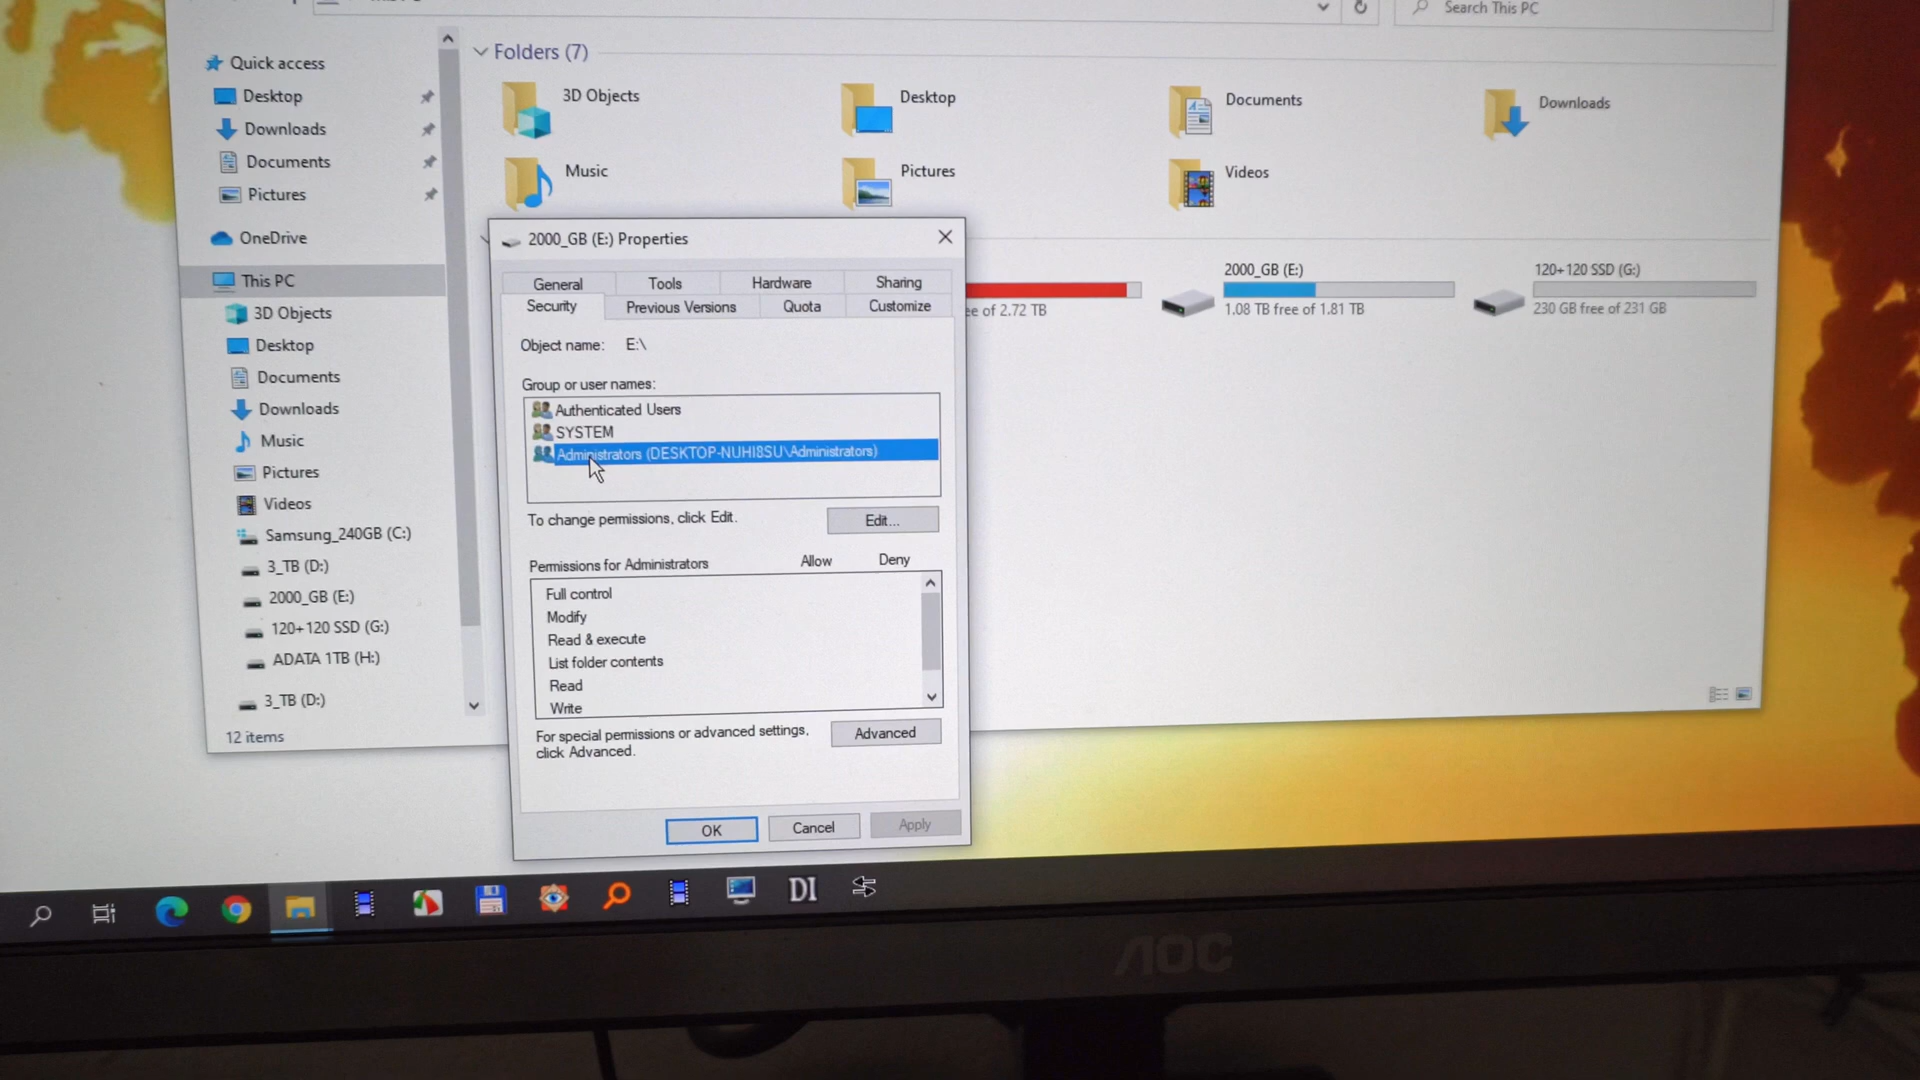 Search This PC
Quick access
Desktop
Downloads
Documents
Pictures
OneDrive
This PC
3D Objects
Desktop
Documents
Downloads
Music
Pictures
Videos
Samsung_240GB (C:)
3_TB (D:)
2000_GB (E:)
120+120 SSD (G:)
ADATA 1TB (H:)
3_TB (D:)
12 items
Folders (7)
3D Objects
Desktop
Documents
Downloads
Music
Pictures
Videos
ee of 2.72 TB
2000_GB (E:)
1.08 TB free of 1.81 TB
120+120 SSD (G:)
230 GB free of 231 GB
2000_GB (E:) Properties
General Tools Hardware Sharing
Security Previous Versions Quota Customize
Object name: E:\
Group or user names:
Authenticated Users
SYSTEM
Administrators (DESKTOP-NUHI8SU\Administrators)
To change permissions, click Edit.
Edit...
Permissions for Administrators Allow Deny
Full control
Modify
Read & execute
List folder contents
Read
Write
For special permissions or advanced settings,
click Advanced.
Advanced
OK Cancel Apply
DI
AOC